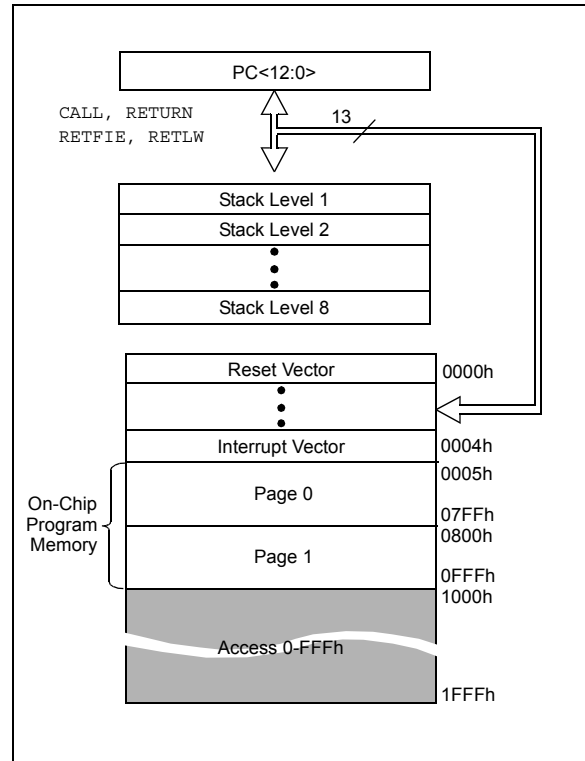 PC<12:0>
CALL, RETURN
RETFIE, RETLW
13
Stack Level 1
Stack Level 2
Stack Level 8
Reset Vector
0000h
Interrupt Vector
0004h
0005h
On-Chip
Program
Memory
Page 0
07FFh
0800h
Page 1
0FFFh
1000h
Access 0-FFFh
1FFFh